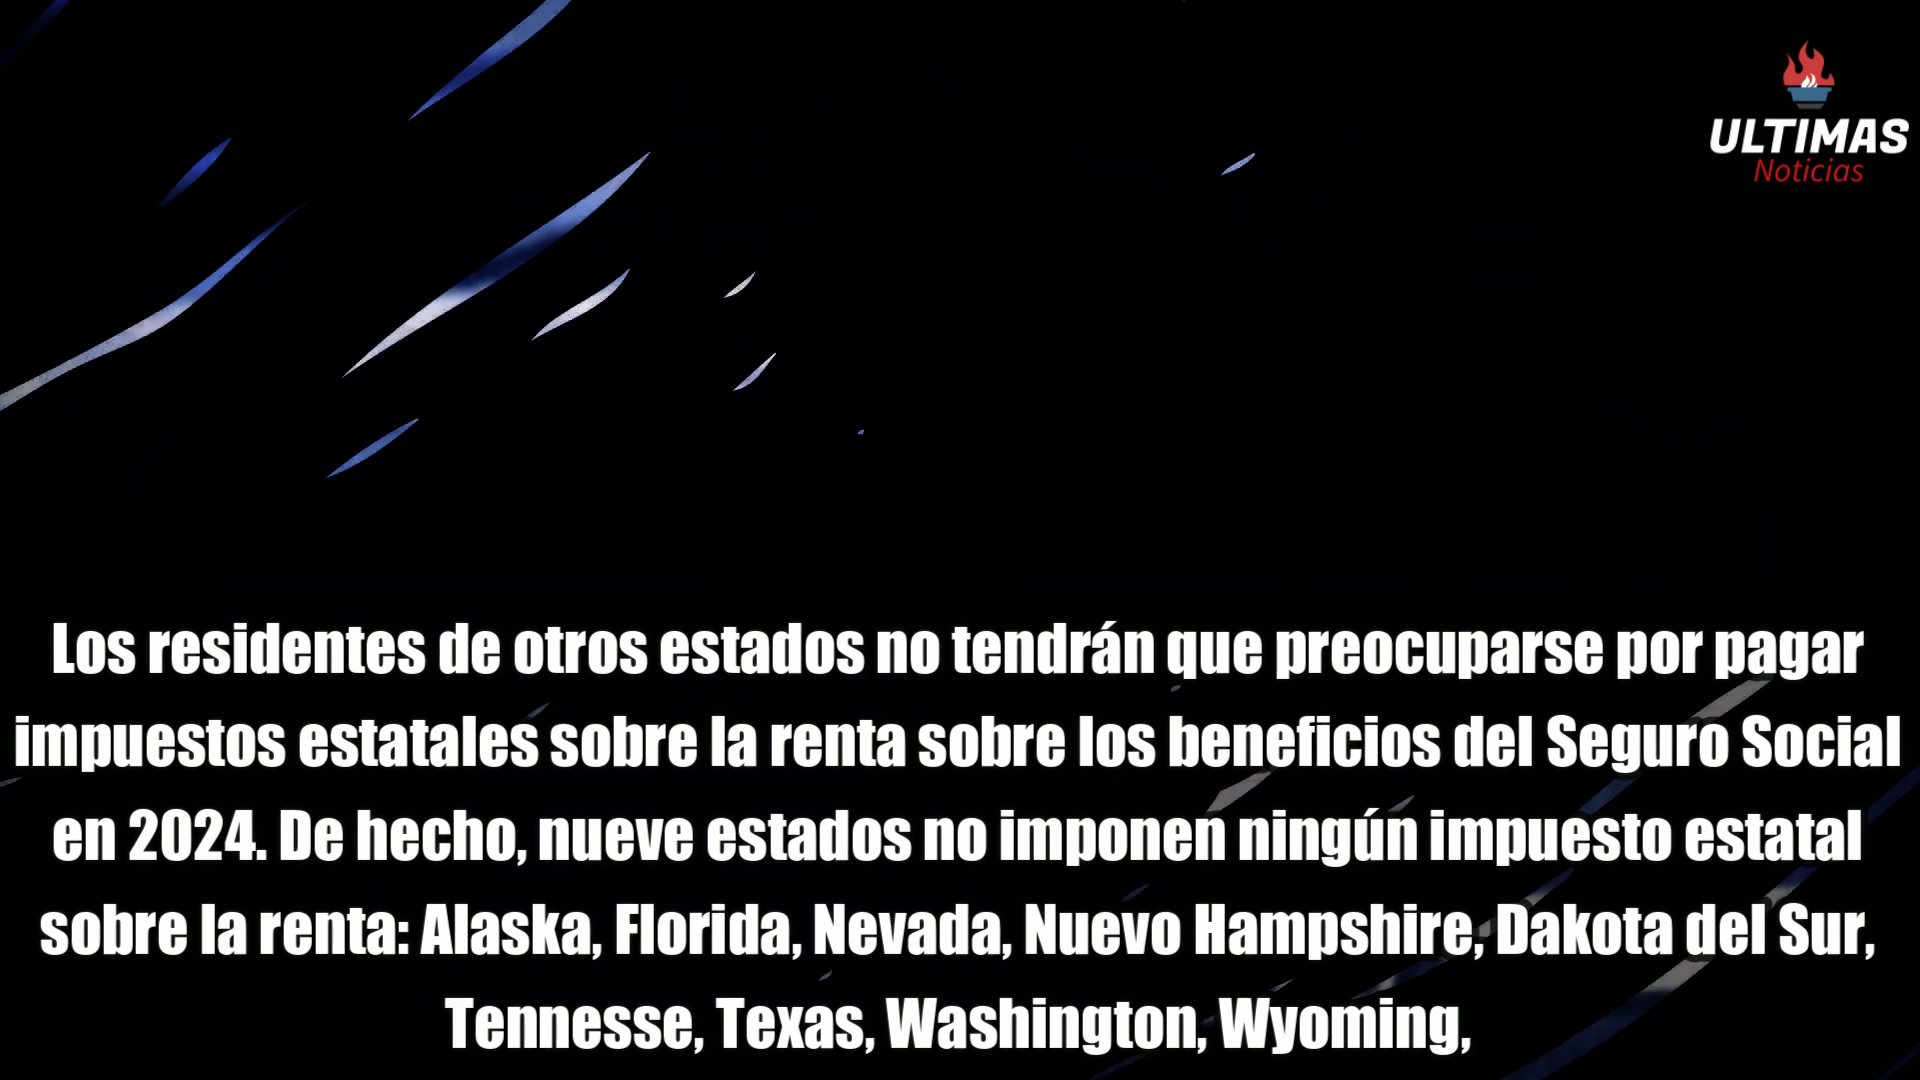 ULTIMAS
Noticias
Los residentes de otros estados no tendrán que preocuparse por pagar
impuestos estatales sobre la renta sobre los beneficios del Seguro Social
en 2024. De hecho, nueve estados no imponen ningún impuesto estatal
sobre la renta: Alaska, Florida, Nevada, Nuevo Hampshire, Dakota del Sur,
Tennesse, Texas, Washington, Wyoming,